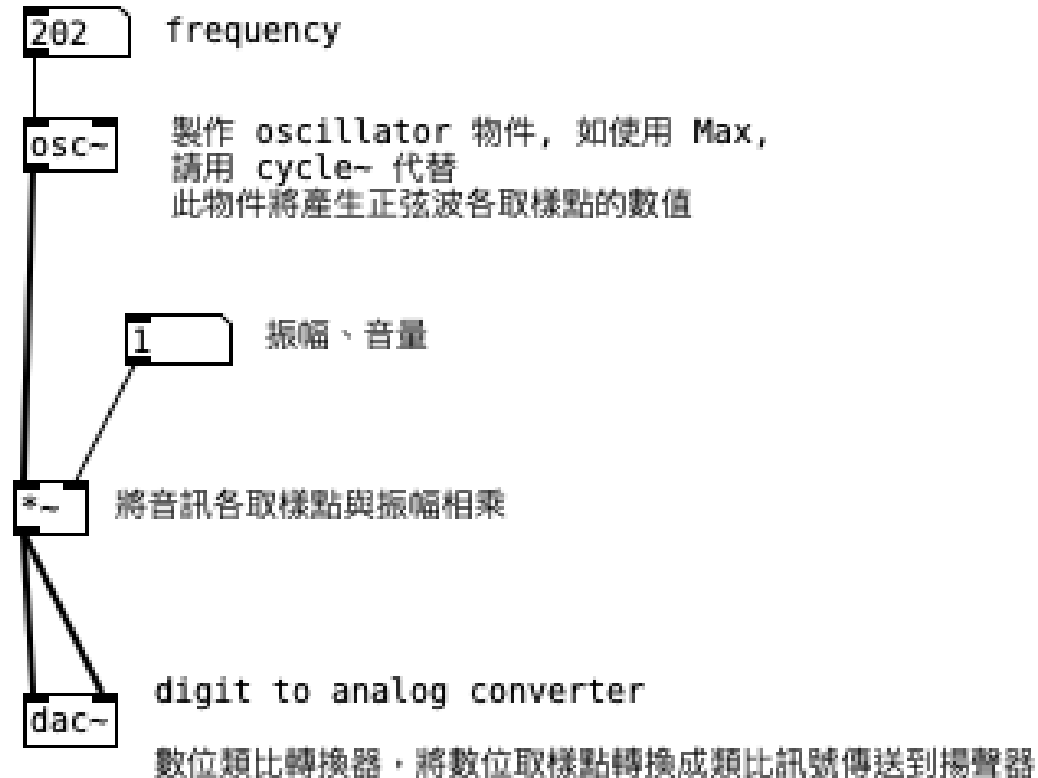 202 frequency
osc~ 製作 oscillator 物件, 如使用 Max,
請用 cycle~ 代替
此物件將產生正弦波各取樣點的數值
1 振幅、音量
*~ 將音訊各取樣點與振幅相乘
digit to analog converter
dac~
數位類比轉換器，將數位取樣點轉換成類比訊號傳送到揚聲器